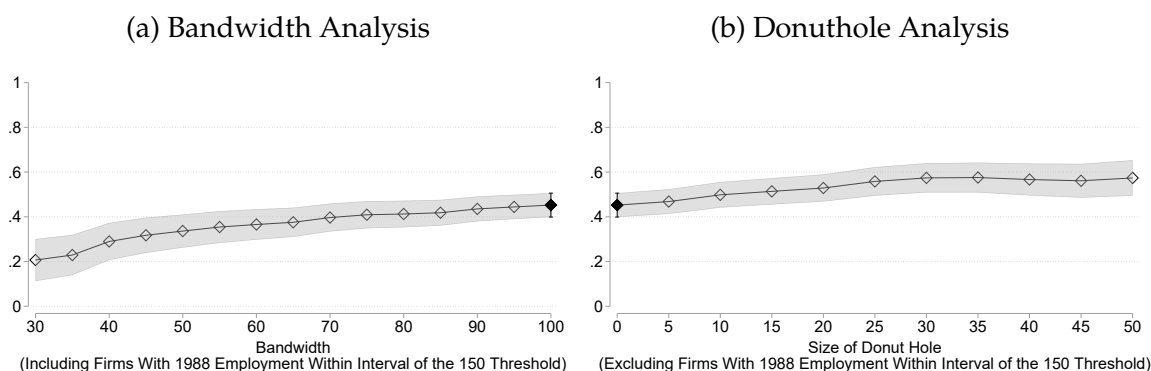 (a) Bandwidth Analysis
1
.8
.6
.4
.2
0
30 40 50 60 70 80 90 100
Bandwidth
(Including Firms With 1988 Employment Within Interval of the 150 Threshold)
(b) Donuthole Analysis
1
.8
.6
.4
.2
0
0 5 10 15 20 25 30 35 40 45 50
Size of Donut Hole
(Excluding Firms With 1988 Employment Within Interval of the 150 Threshold)